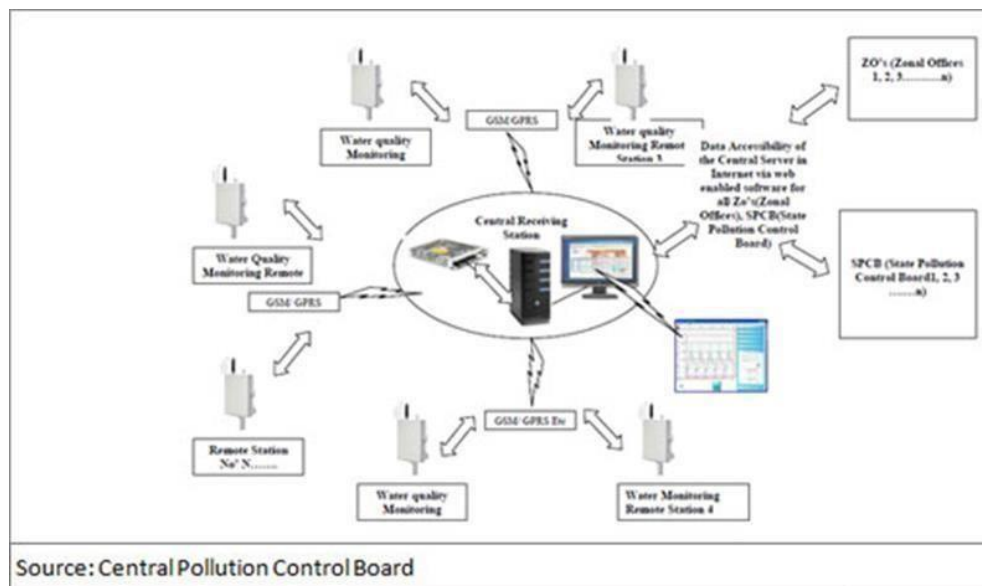 ZO's (Zonal Offices
1, 2, 3............n)
GSM/GPRS
Water quality
Monitoring
Water quality
Monitoring Remote
Station 3
Data Accessibility of
the Central Server in
Internet via web
enabled software for
all Zo's(Zonal
Offices), SPCB(State
Pollution Control
Board)
Central Receiving
Station
Water Quality
Monitoring Remote
SPCB (State Pollution
Control Board1, 2, 3
.......n)
GSM/ GPRS
GSM/ GPRS Etc
Remote Station
No' N.......
Water quality
Monitoring
Water Monitoring
Remote Station 4
Source: Central Pollution Control Board